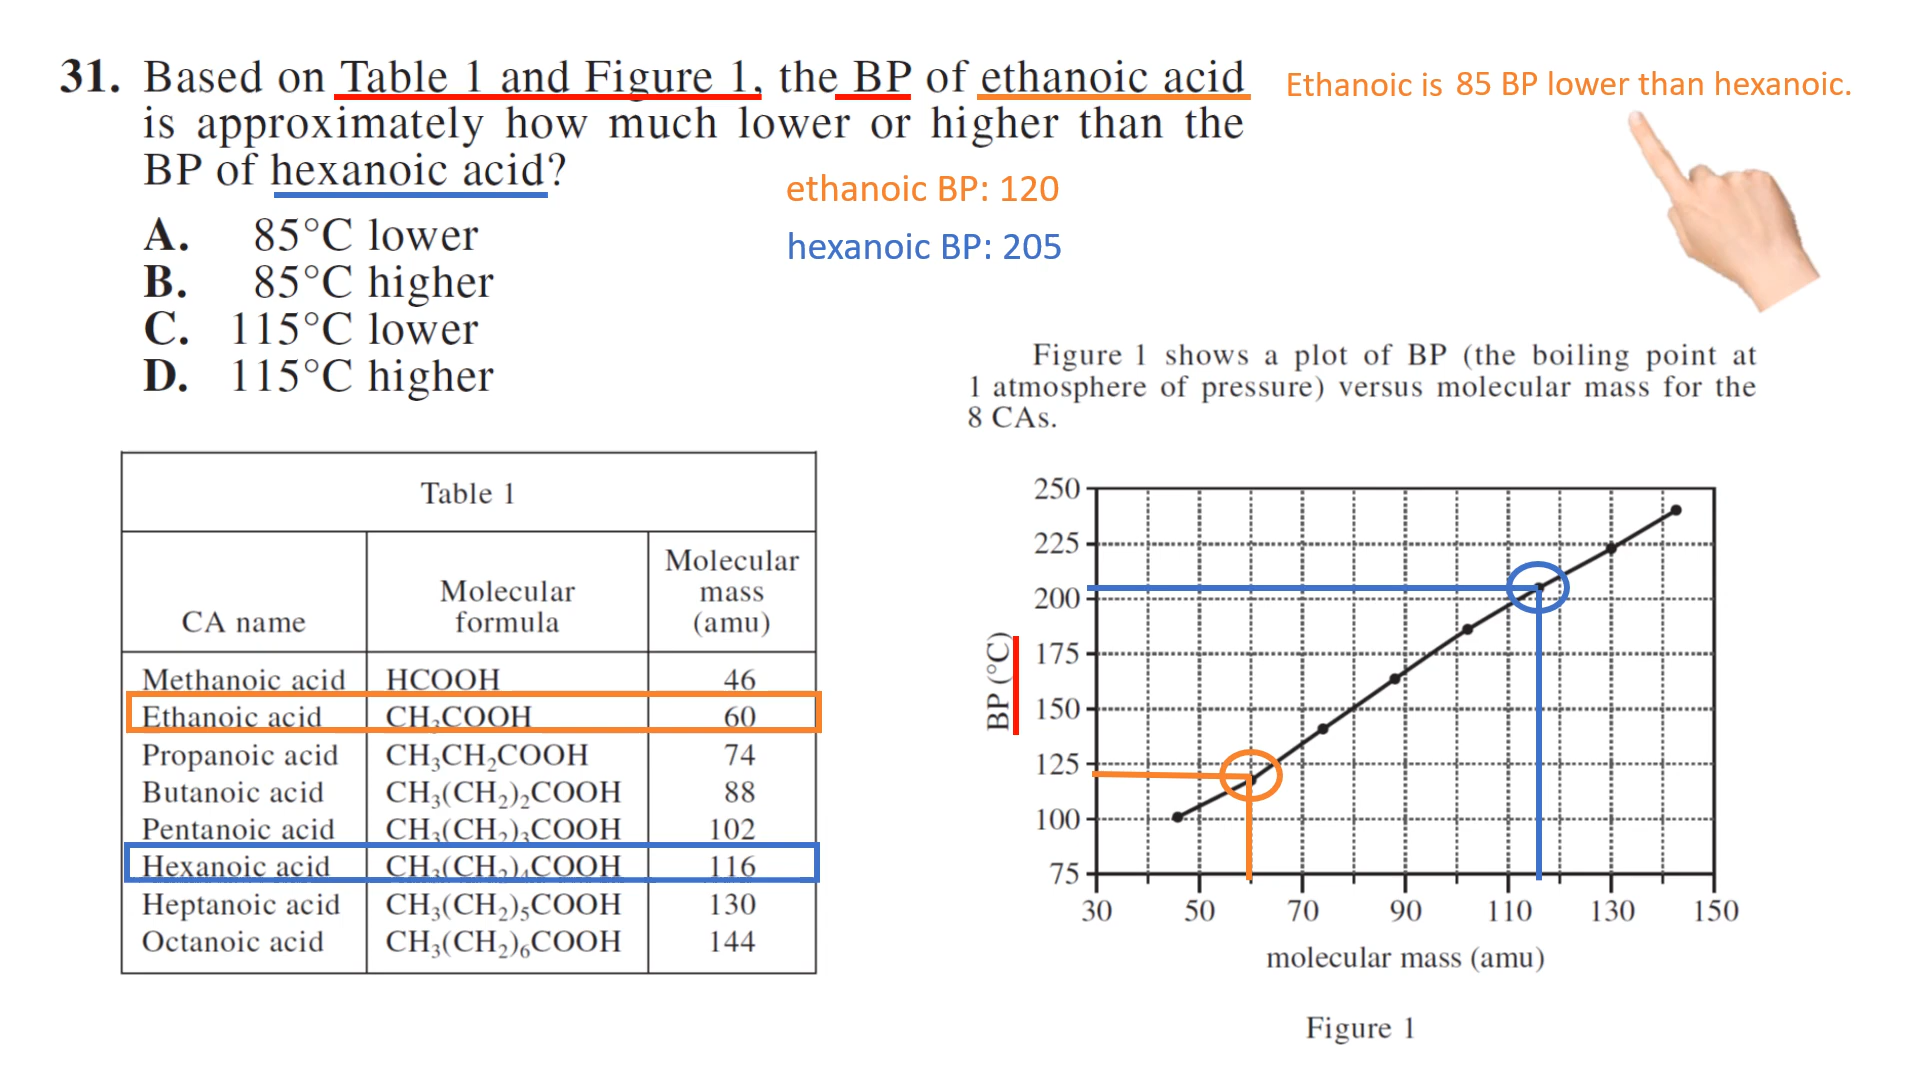 31. Based on Table 1 and Figure 1, the BP of ethanoic acid
is approximately how much lower or higher than the
BP of hexanoic acid?
Ethanoic is 85 BP lower than hexanoic.
ethanoic BP: 120
hexanoic BP: 205
A. 85°C lower
B. 85°C higher
C. 115°C lower
D. 115°C higher
Figure 1 shows a plot of BP (the boiling point at
1 atmosphere of pressure) versus molecular mass for the
8 CAs.
Table 1
CA name
Molecular
formula
Molecular
mass
(amu)
Methanoic acid HCOOH 46
Ethanoic acid CH₃COOH 60
Propanoic acid CH₃CH₂COOH 74
Butanoic acid CH₃(CH₂)₂COOH 88
Pentanoic acid CH₃(CH₂)₃COOH 102
Hexanoic acid CH₃(CH₂)₄COOH 116
Heptanoic acid CH₃(CH₂)₅COOH 130
Octanoic acid CH₃(CH₂)₆COOH 144
BP (°C)
250
225
200
175
150
125
100
75
30 50 70 90 110 130 150
molecular mass (amu)
Figure 1